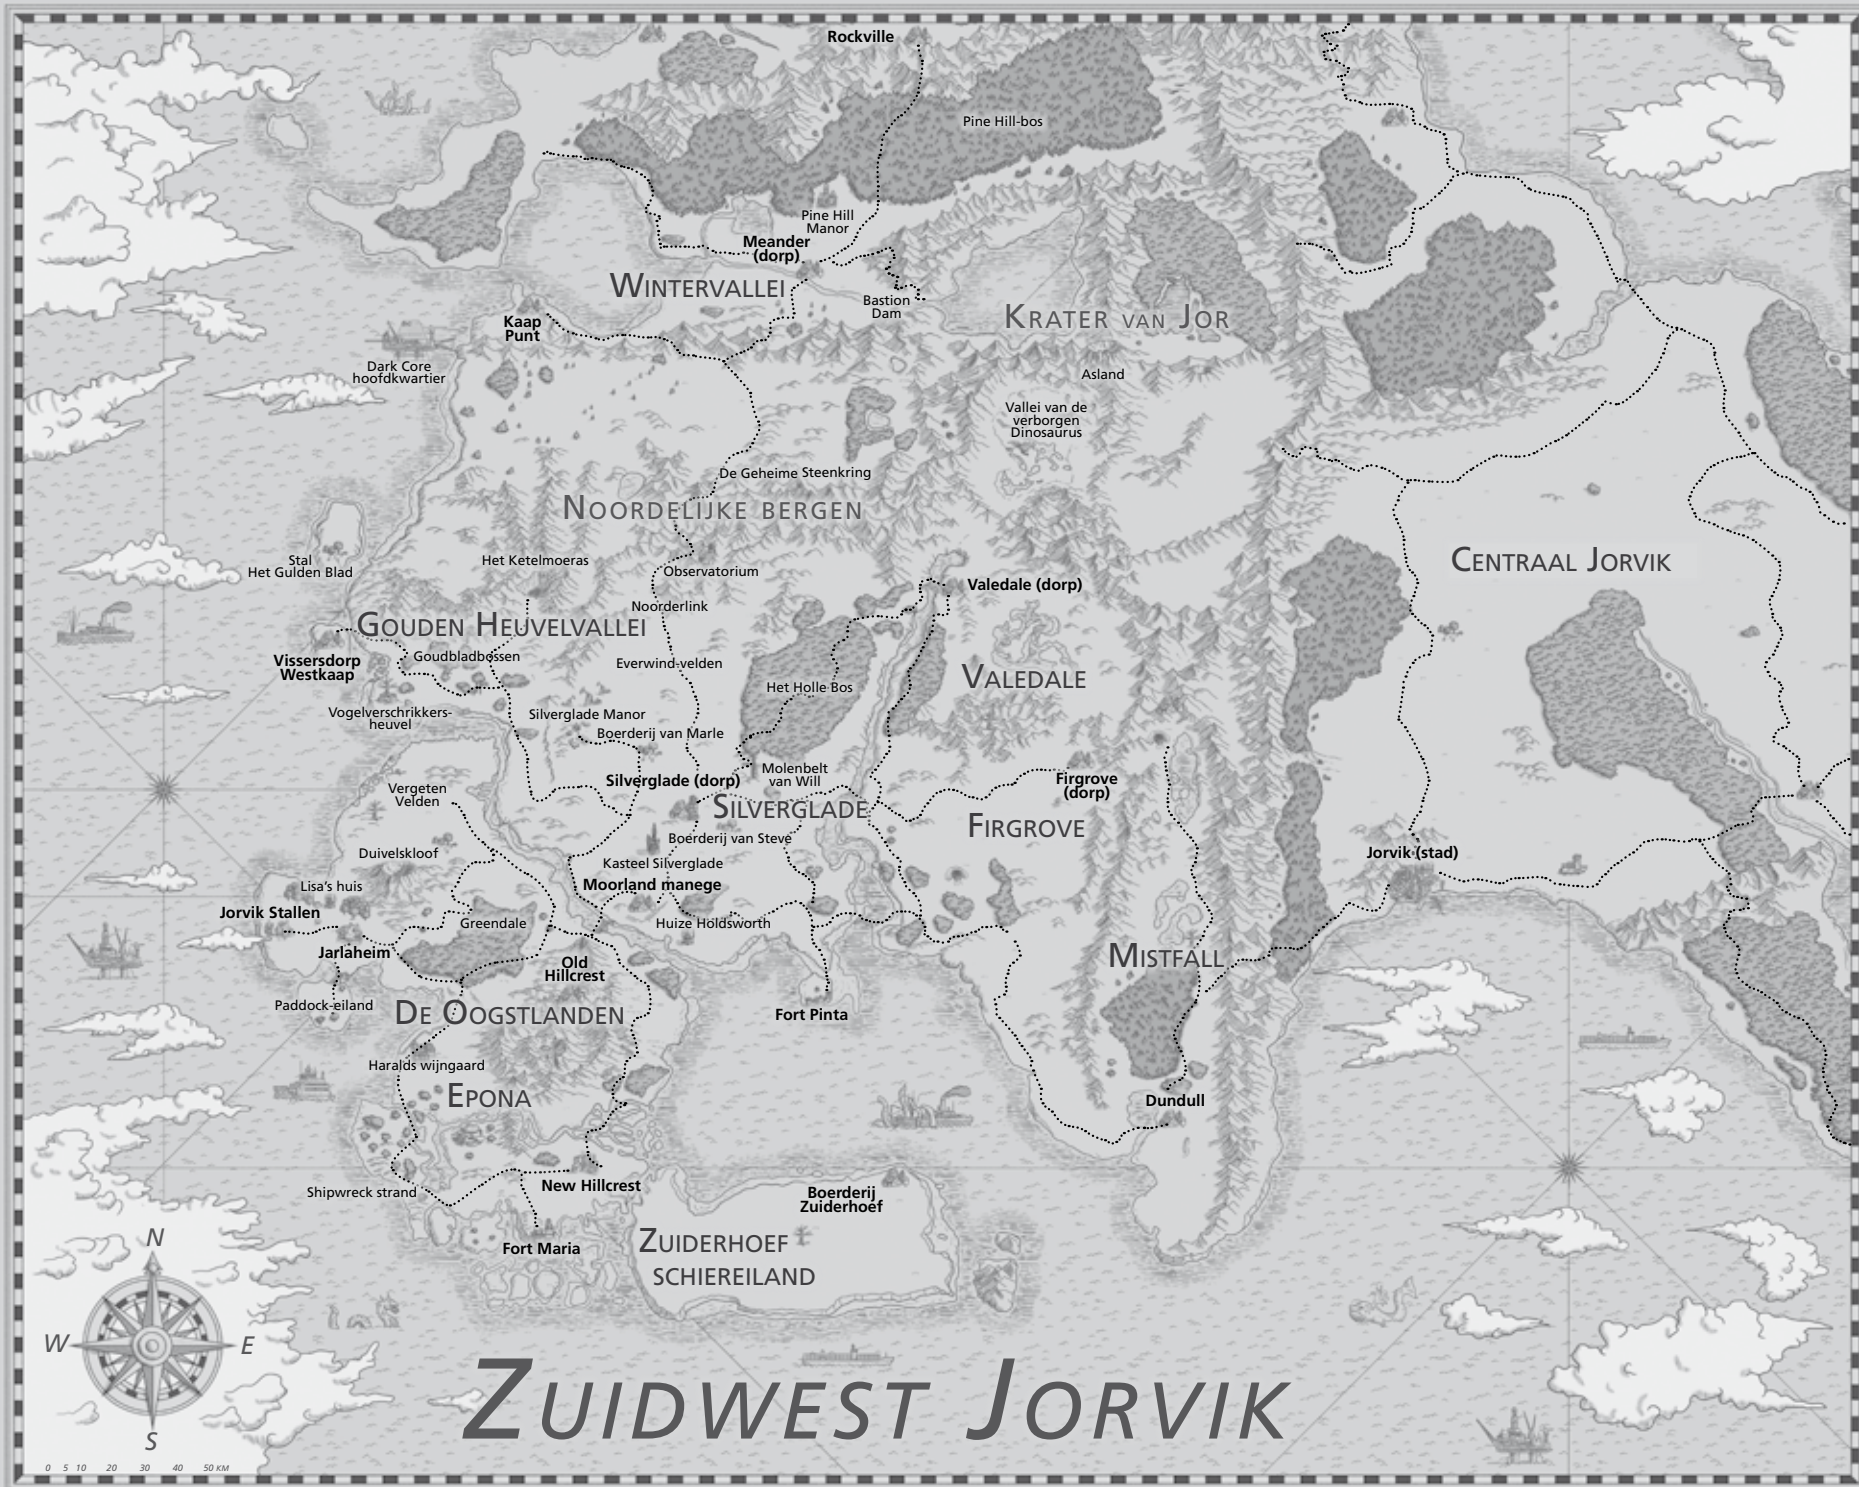 Rockville
Pine Hill-bos
Pine Hill
Manor
Meander
(dorp)
Wintervallei
Bastion
Dam
Krater van Jor
Kaap
Punt
Dark Core
hoofdkwartier
Asland
Vallei van de
verborgen
Dinosaurus
De Geheime Steenkring
Noordelijke bergen
Het Ketelmoeras
Stal
Het Gulden Blad
Observatorium
Centraal Jorvik
Valedale (dorp)
Noorderlink
Gouden Heuvelvallei
Goudbladbossen
Vissersdorp
Westkaap
Everwind-velden
Valedale
Het Holle Bos
Vogelverschrikkers-
heuvel
Silverglade Manor
Boerderij van Marle
Silverglade (dorp)
Molenbelt
van Will
Firgrove
(dorp)
Vergeten
Velden
Silverglade
Firgrove
Boerderij van Steve
Duivelskloof
Kasteel Silverglade
Jorvik (stad)
Lisa's huis
Moorland manege
Jorvik Stallen
Greendale
Huize Holdsworth
Jarlaheim
Old
Hillcrest
Mistfall
Paddock-eiland
De Oogstlanden
Fort Pinta
Haralds wijngaard
Epona
Dundull
Shipwreck strand
New Hillcrest
Boerderij
Zuiderhoef
Fort Maria
Zuiderhoef
schiereiland
N
W
E
S
0 5 10 20 30 40 50 KM
Zuidwest Jorvik